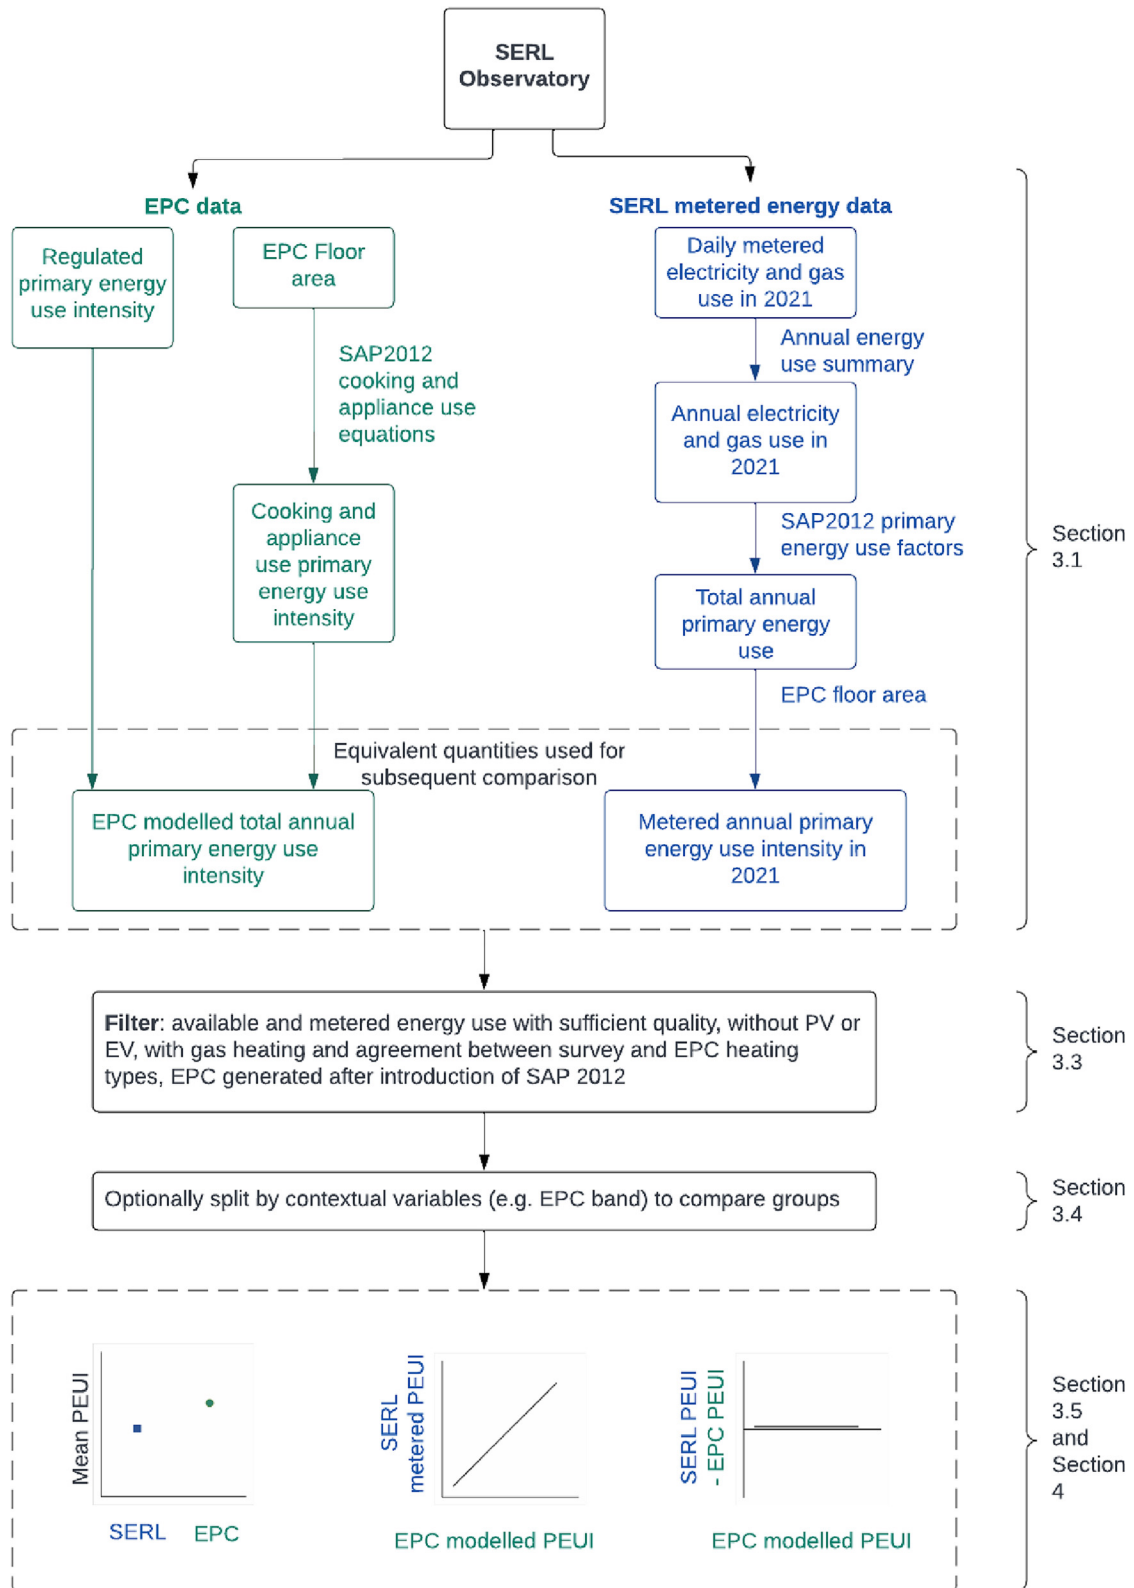 SERL
Observatory
EPC data
Regulated
primary energy
use intensity
EPC Floor
area
SAP2012
cooking and
appliance use
equations
Cooking and
appliance
use primary
energy use
intensity
SERL metered energy data
Daily metered
electricity and gas
use in 2021
Annual energy
use summary
Annual electricity
and gas use in
2021
SAP2012 primary
energy use factors
Total annual
primary energy
use
EPC floor area
Section
3.1
Equivalent quantities used for
subsequent comparison
EPC modelled total annual
primary energy use
intensity
Metered annual primary
energy use intensity in
2021
Filter: available and metered energy use with sufficient quality, without PV or
EV, with gas heating and agreement between survey and EPC heating
types, EPC generated after introduction of SAP 2012
Section
3.3
Optionally split by contextual variables (e.g. EPC band) to compare groups
Section
3.4
Mean PEUI
SERL
EPC
SERL
metered PEUI
EPC modelled PEUI
SERL PEUI
- EPC PEUI
EPC modelled PEUI
Section
3.5
and
Section
4